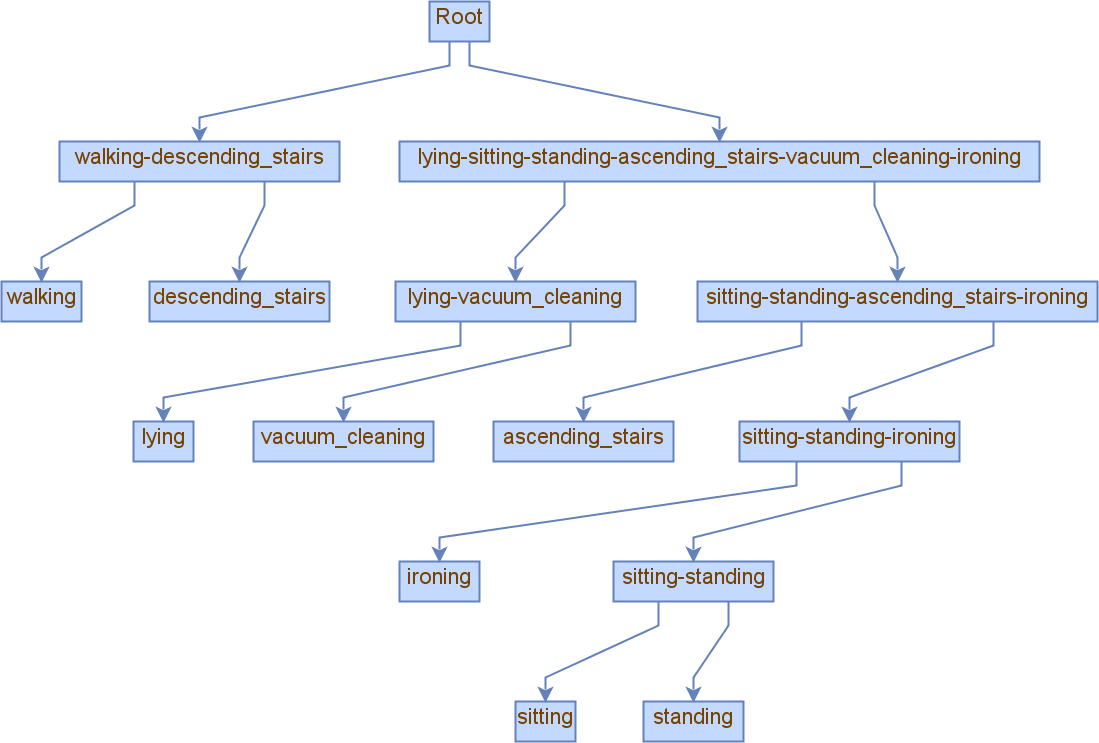 Root
walking-descending_stairs
lying-sitting-standing-ascending_stairs-vacuum_cleaning-ironing
walking
descending_stairs
lying-vacuum_cleaning
sitting-standing-ascending_stairs-ironing
lying
vacuum_cleaning
ascending_stairs
sitting-standing-ironing
ironing
sitting-standing
sitting
standing